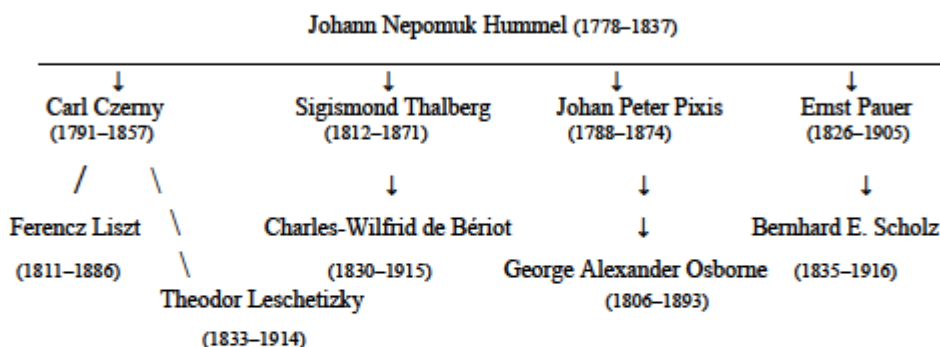 Johann Nepomuk Hummel (1778–1837)
Carl Czerny Sigismond Thalberg Johan Peter Pixis Ernst Pauer
(1791–1857) (1812–1871) (1788–1874) (1826–1905)
Ferencz Liszt Charles-Wilfrid de Bériot Bernhard E. Scholz
(1811–1886) (1830–1915) George Alexander Osborne (1835–1916)
Theodor Leschetizky (1806–1893)
(1833–1914)